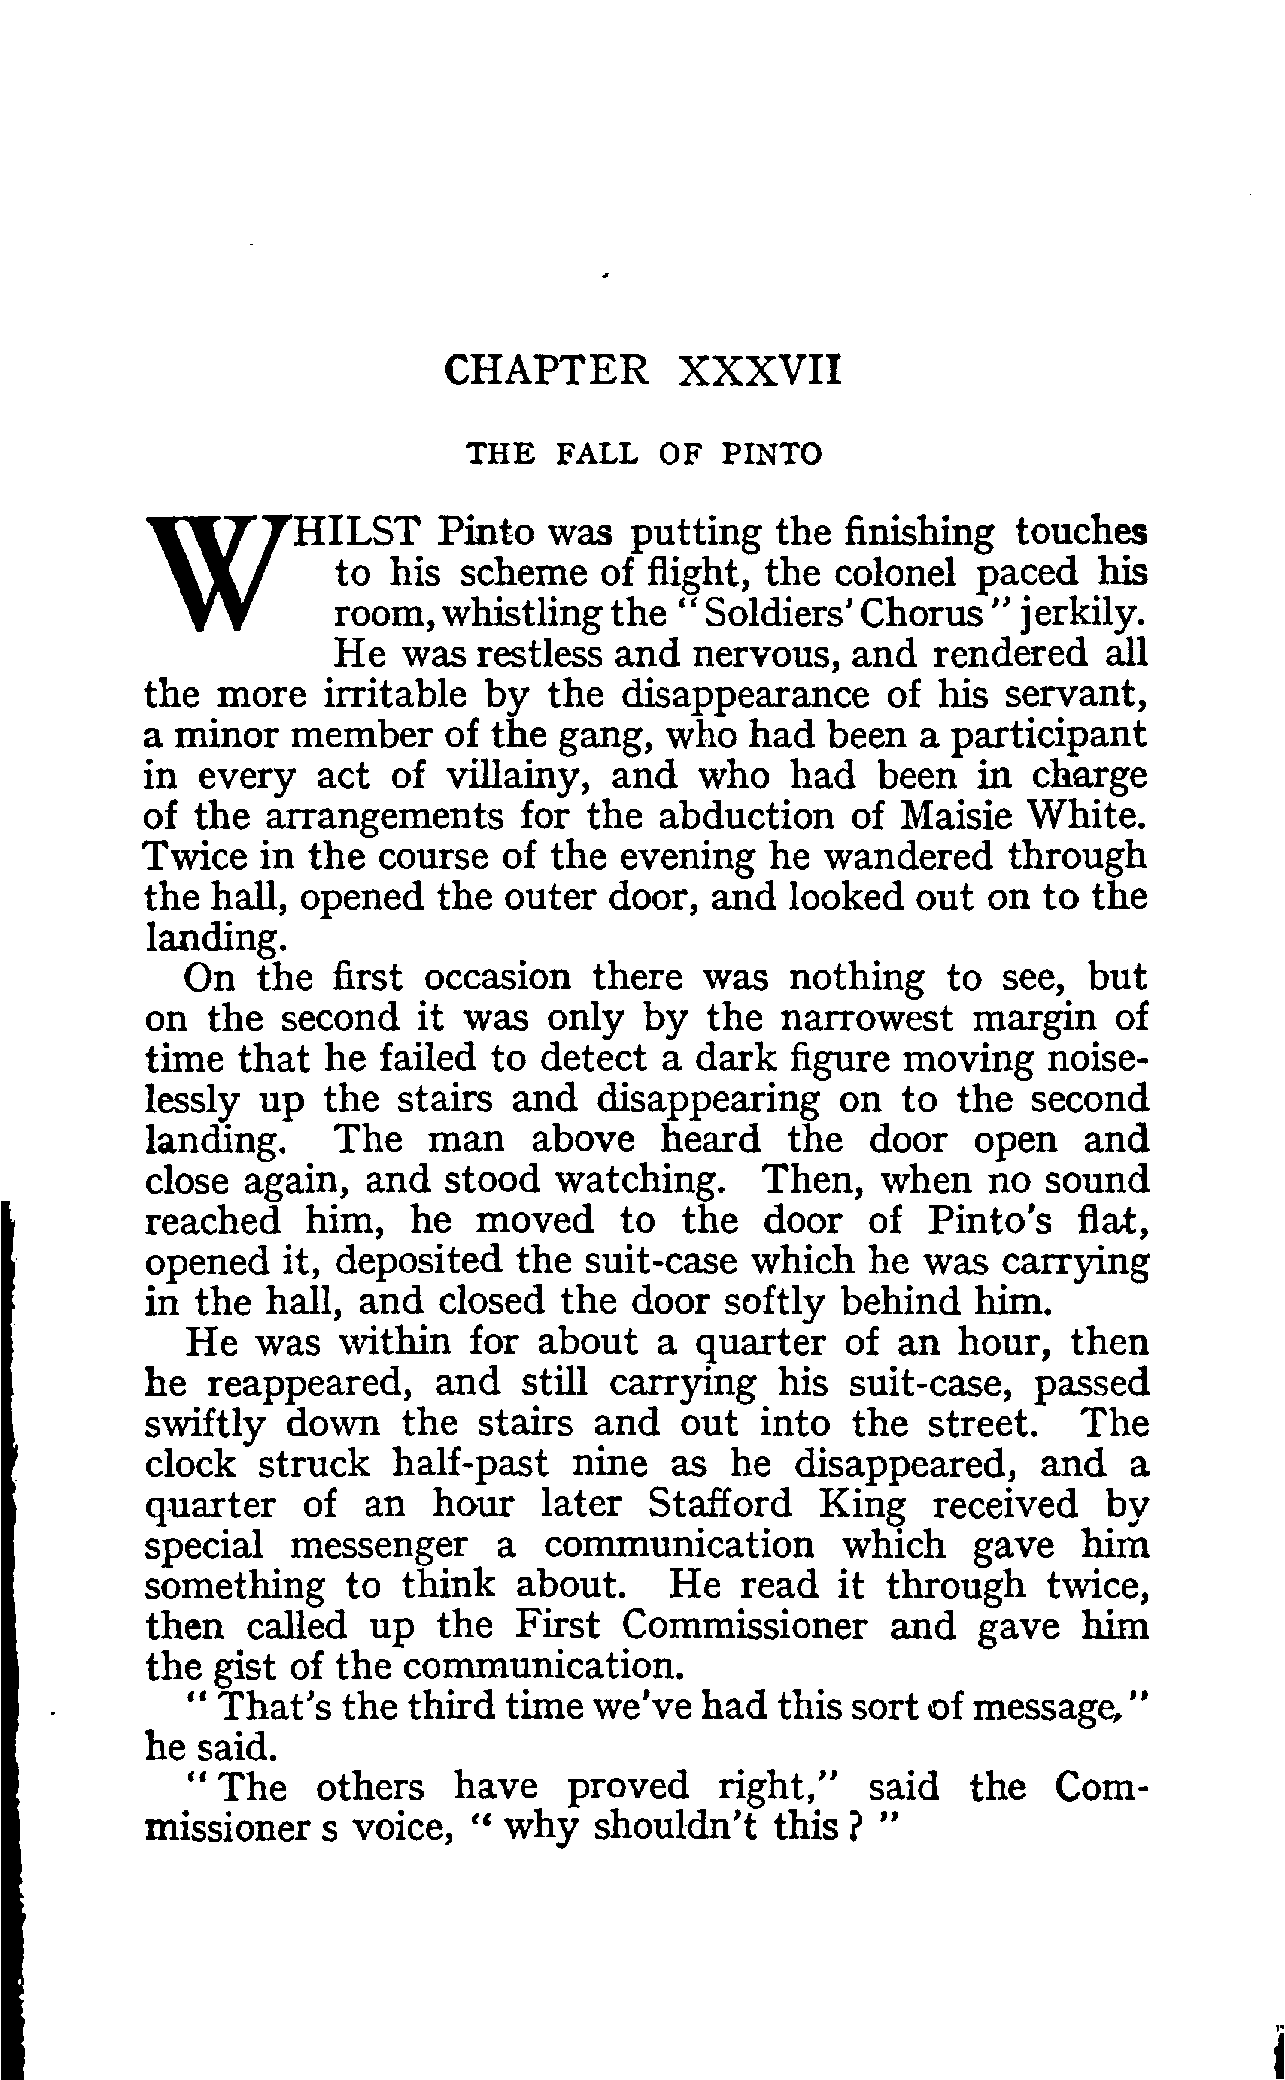 CHAPTER XXXVII
THE FALL OF PINTO
WHILST Pinto was putting the finishing touches
to his scheme of flight, the colonel paced his
room, whistling the " Soldiers' Chorus " jerkily.
He was restless and nervous, and rendered all
the more irritable by the disappearance of his servant,
a minor member of the gang, who had been a participant
in every act of villainy, and who had been in charge
of the arrangements for the abduction of Maisie White.
Twice in the course of the evening he wandered through
the hall, opened the outer door, and looked out on to the
landing.
On the first occasion there was nothing to see, but
on the second it was only by the narrowest margin of
time that he failed to detect a dark figure moving noise-
lessly up the stairs and disappearing on to the second
landing. The man above heard the door open and
close again, and stood watching. Then, when no sound
reached him, he moved to the door of Pinto's flat,
opened it, deposited the suit-case which he was carrying
in the hall, and closed the door softly behind him.
He was within for about a quarter of an hour, then
he reappeared, and still carrying his suit-case, passed
swiftly down the stairs and out into the street. The
clock struck half-past nine as he disappeared, and a
quarter of an hour later Stafford King received by
special messenger a communication which gave him
something to think about. He read it through twice,
then called up the First Commissioner and gave him
the gist of the communication.
" That's the third time we've had this sort of message,"
he said.
" The others have proved right," said the Com-
missioner s voice, " why shouldn't this ? "